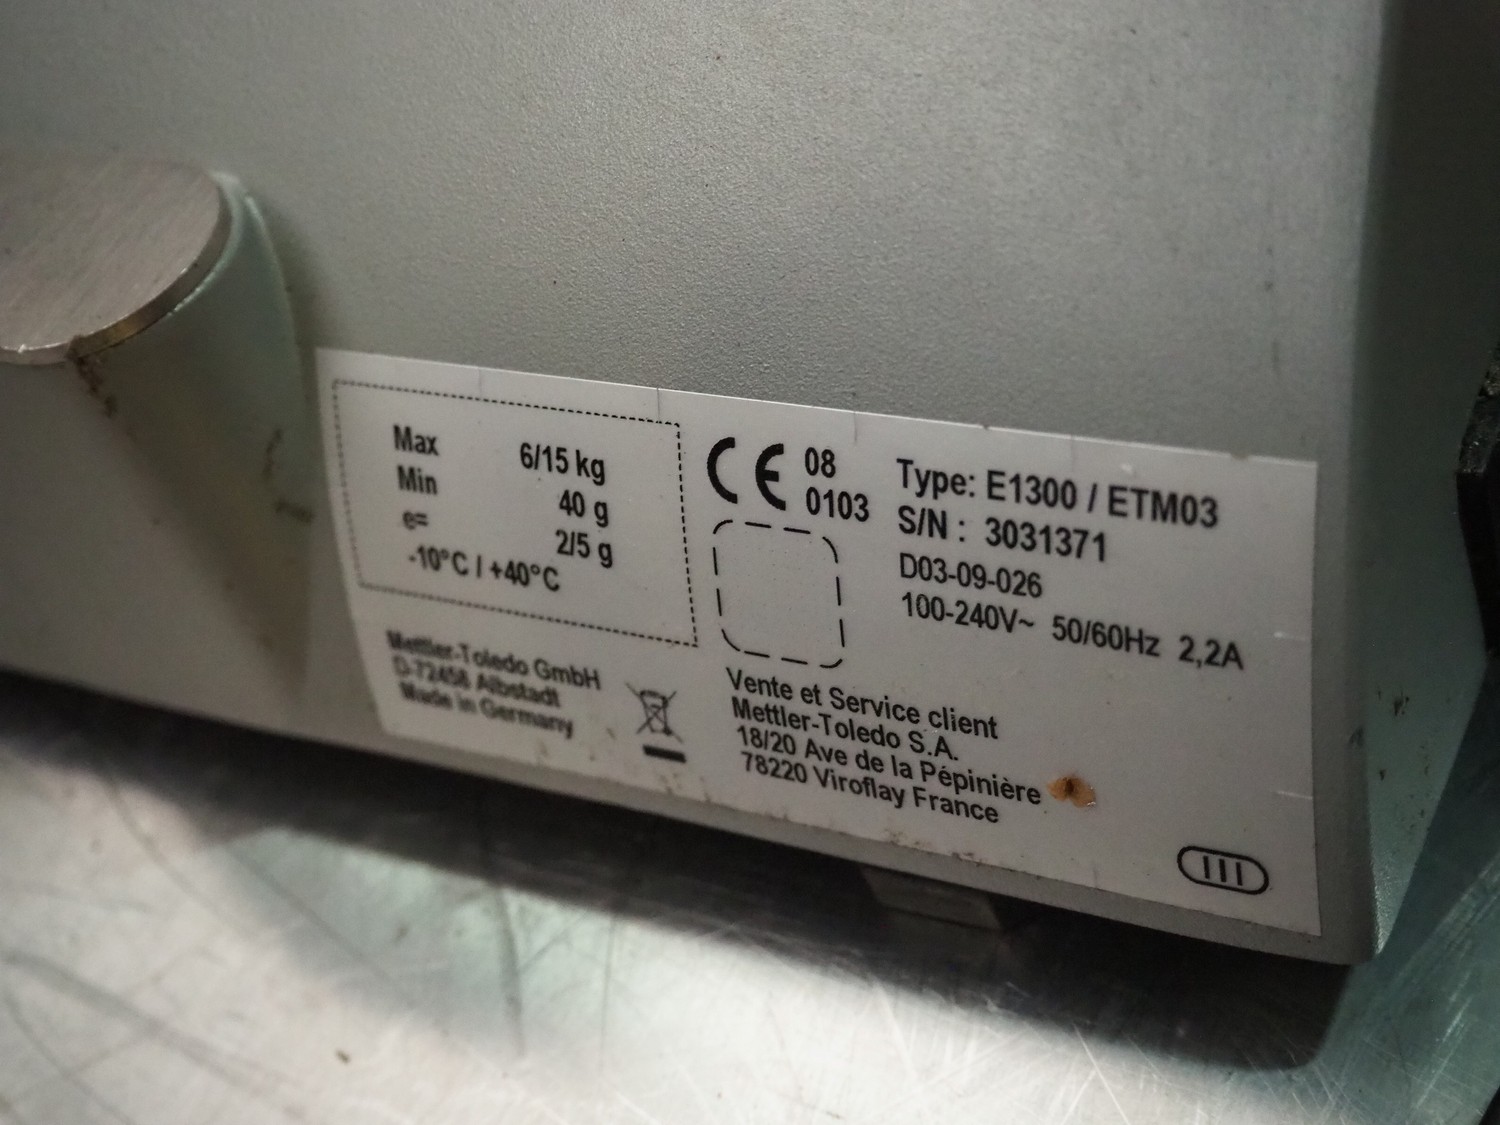 Max 6/15 kg
Min 40 g
e= 2/5 g
-10°C / +40°C
Mettler-Toledo GmbH
D-72458 Albstadt
Made in Germany
CE 08
0103
Type: E1300 / ETM03
S/N : 3031371
D03-09-026
100-240V~ 50/60Hz 2,2A
Vente et Service client
Mettler-Toledo S.A.
18/20 Ave de la Pépinière
78220 Viroflay France
III